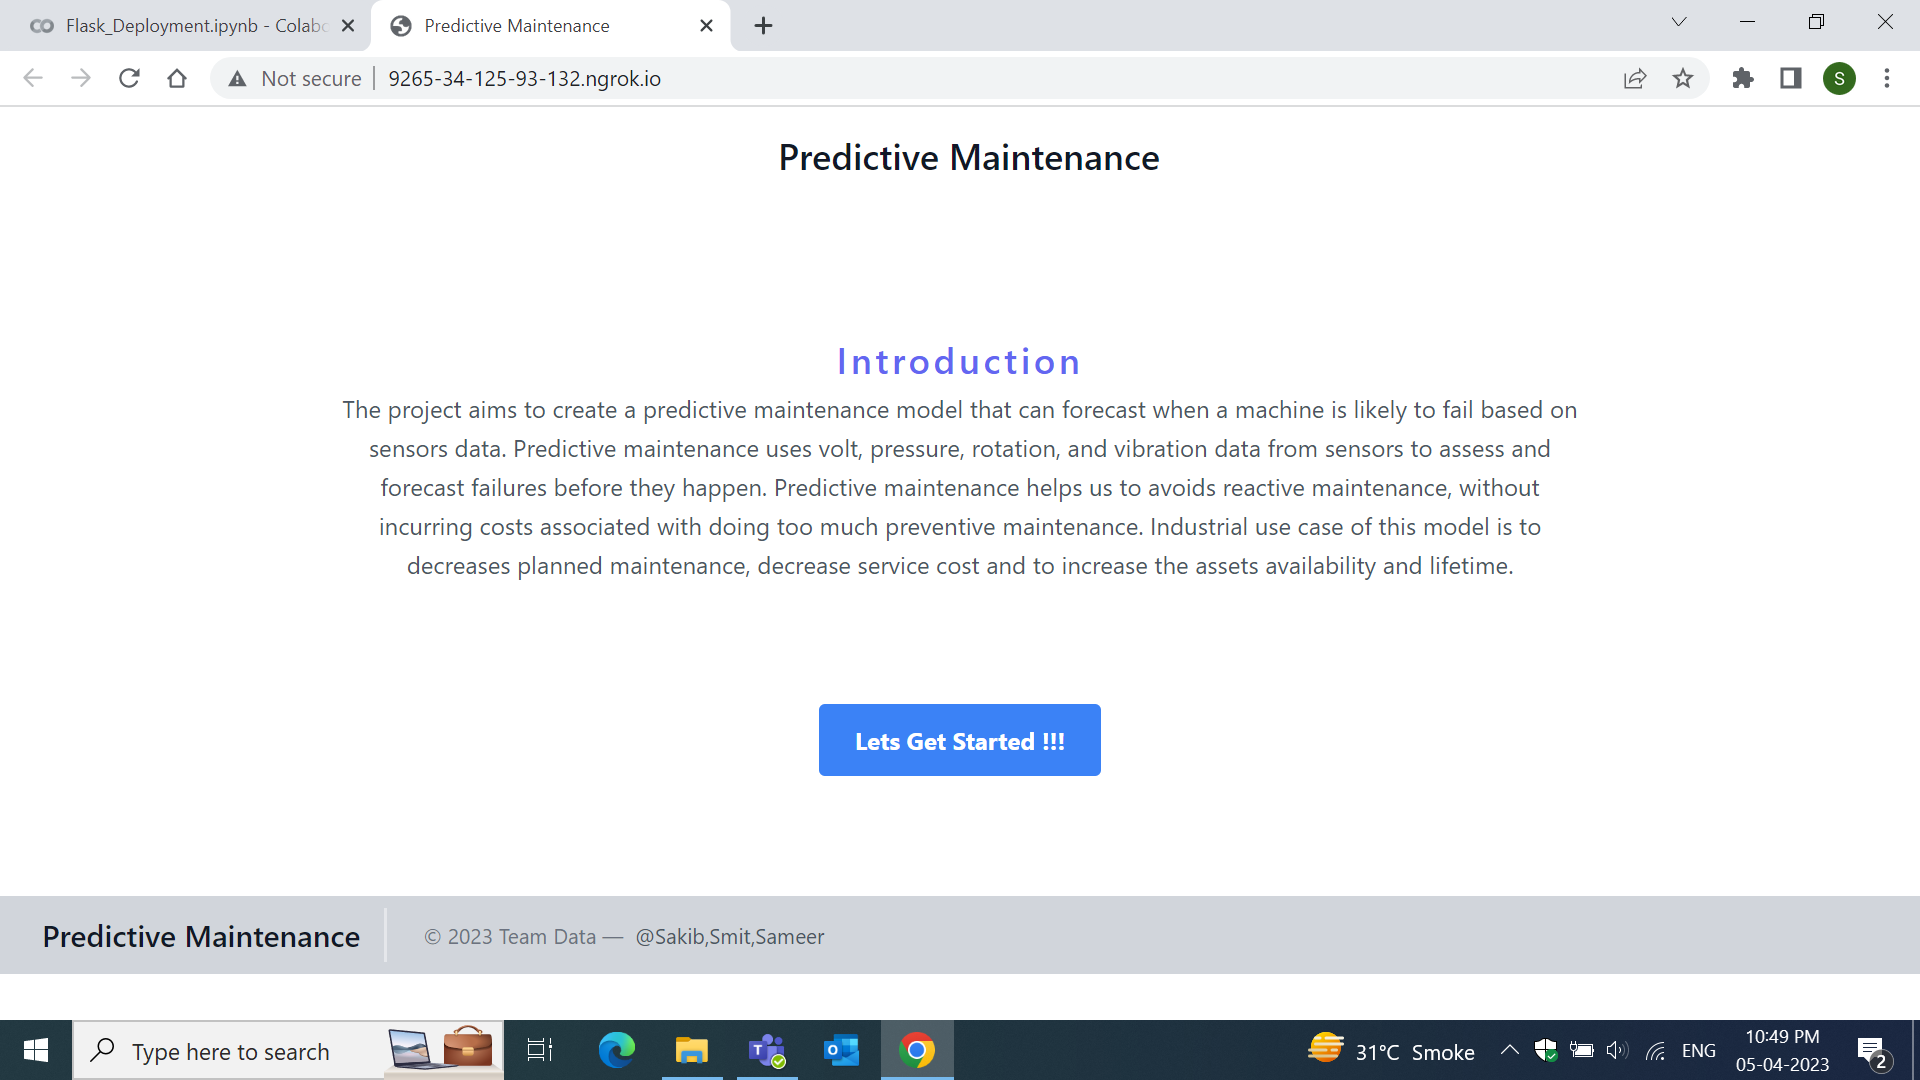 Flask_Deployment.ipynb - Colabo
Predictive Maintenance
Not secure
9265-34-125-93-132.ngrok.io
S
Predictive Maintenance
Introduction
The project aims to create a predictive maintenance model that can forecast when a machine is likely to fail based on
sensors data. Predictive maintenance uses volt, pressure, rotation, and vibration data from sensors to assess and
forecast failures before they happen. Predictive maintenance helps us to avoids reactive maintenance, without
incurring costs associated with doing too much preventive maintenance. Industrial use case of this model is to
decreases planned maintenance, decrease service cost and to increase the assets availability and lifetime.
Lets Get Started !!!
Predictive Maintenance
© 2023 Team Data — @Sakib,Smit,Sameer
Type here to search
31°C Smoke
ENG
10:49 PM
05-04-2023
2